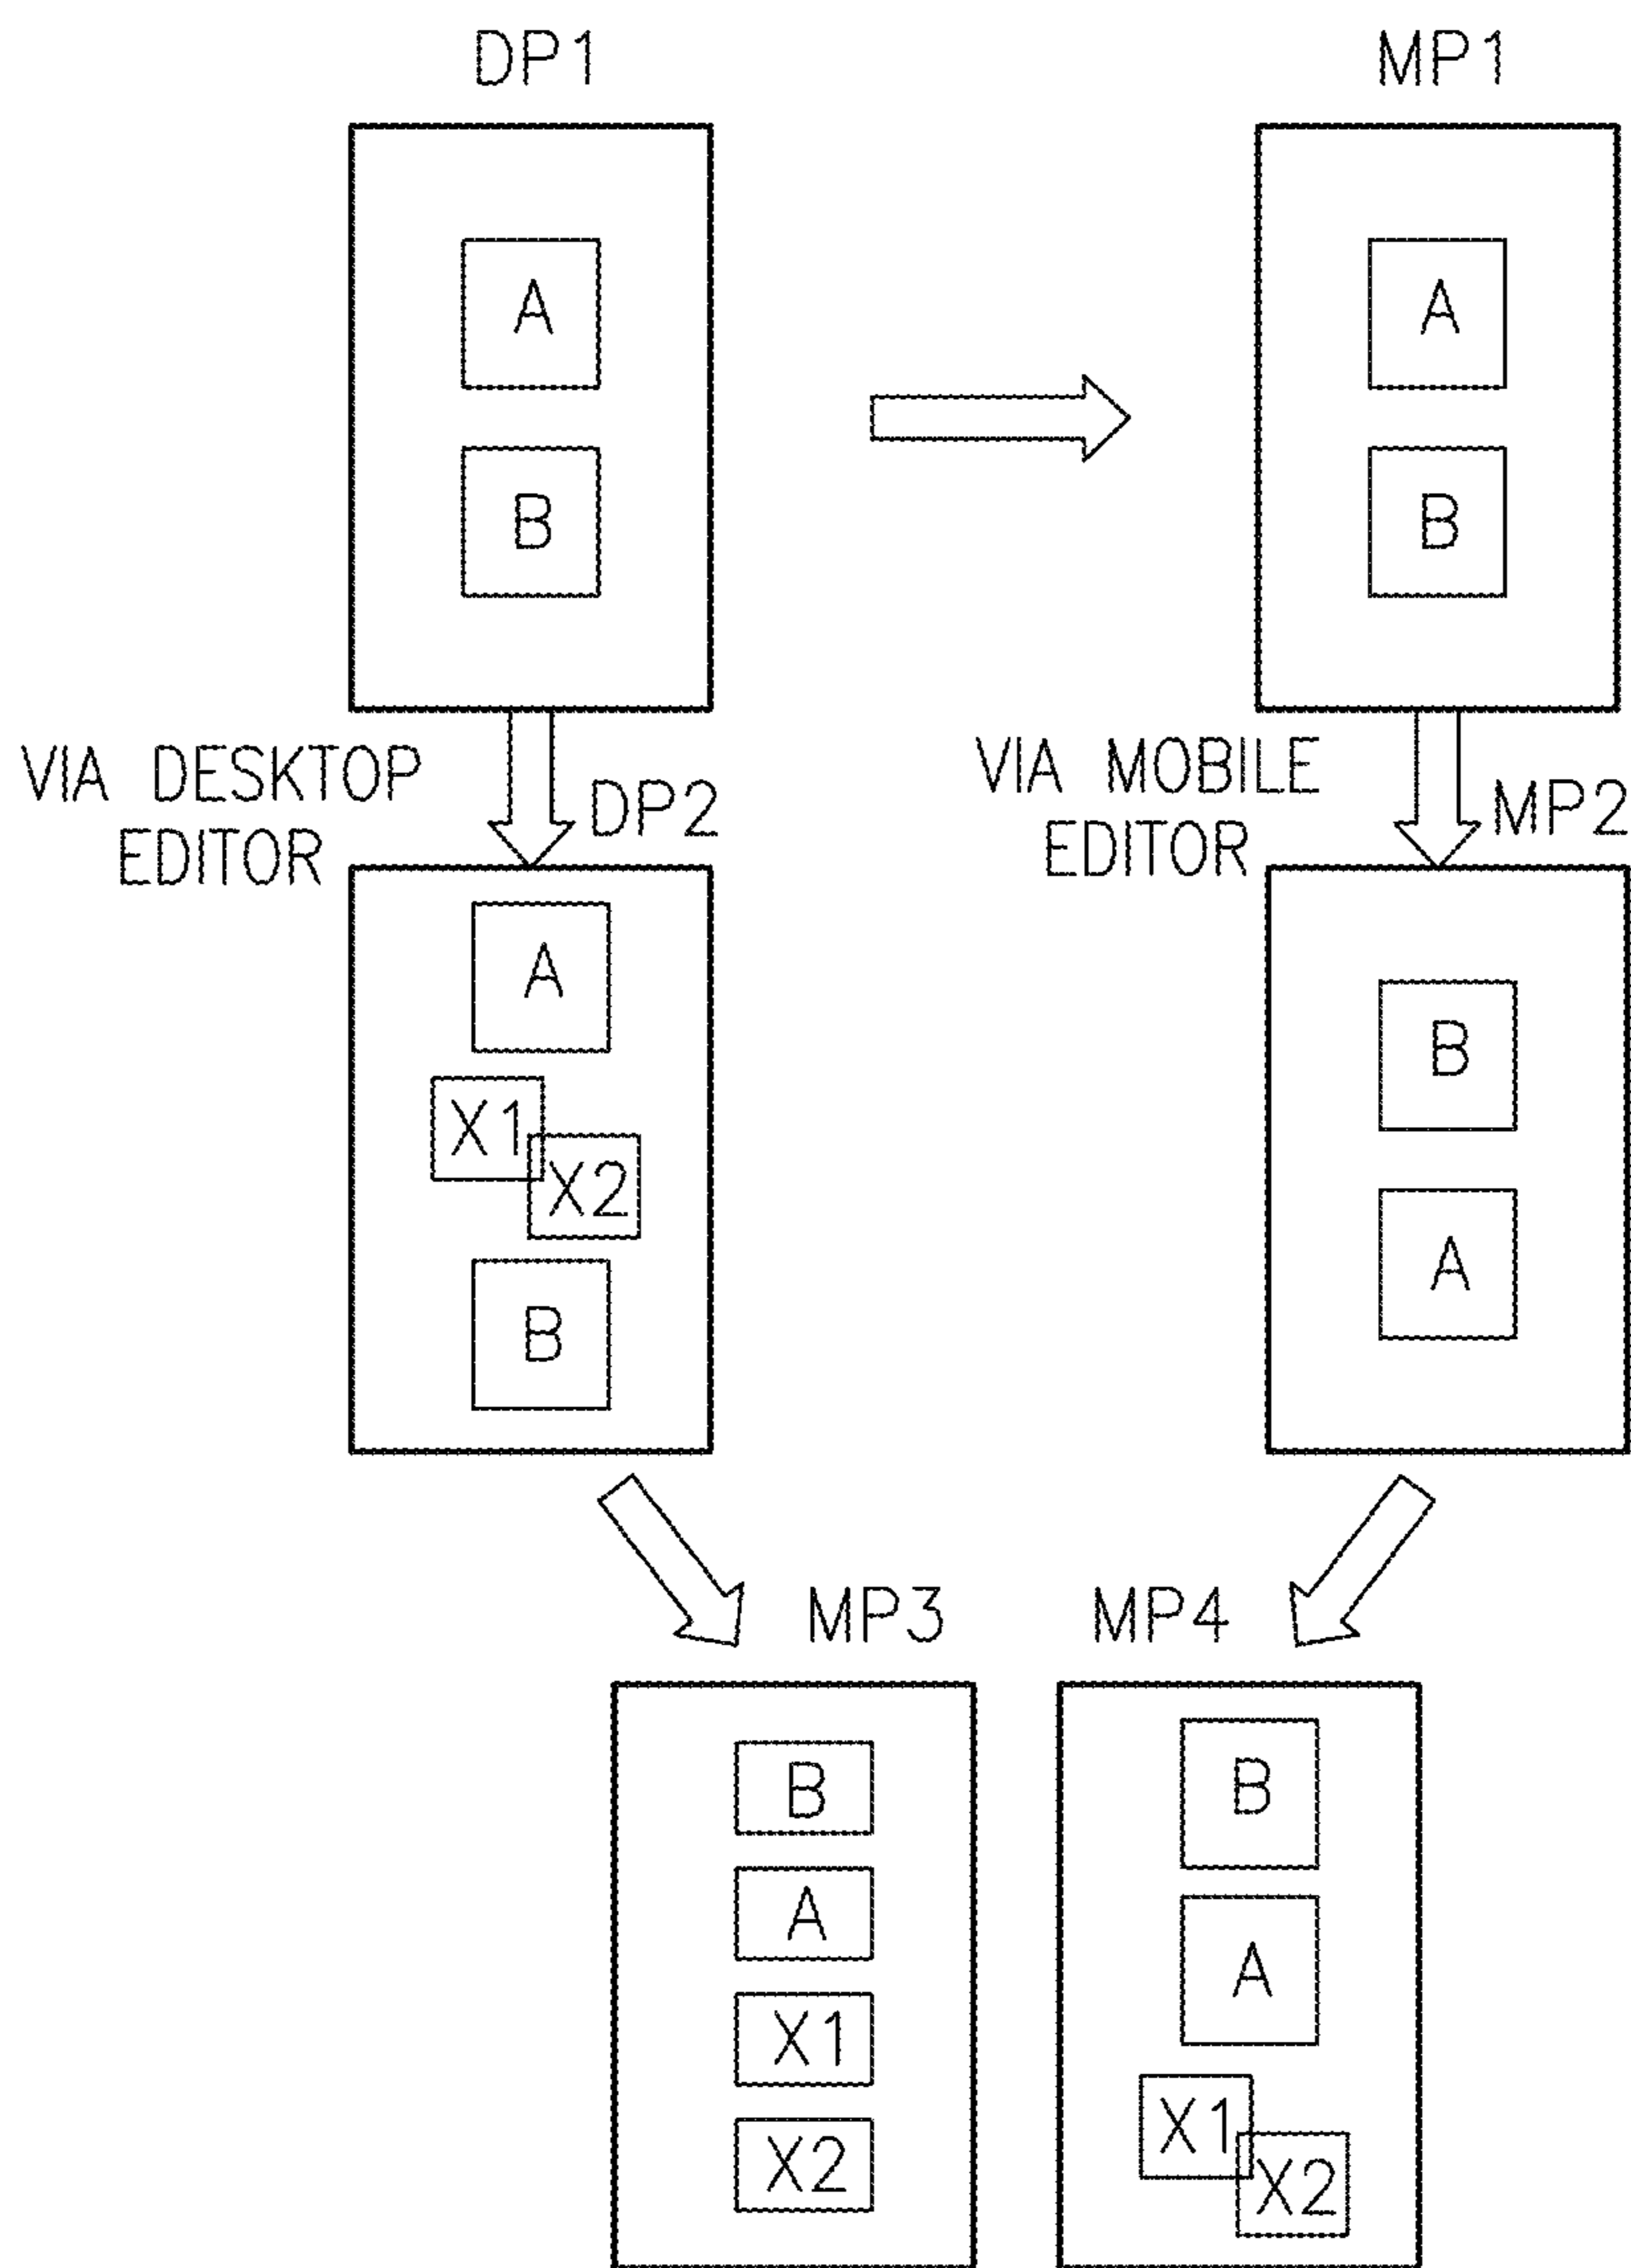 DP1
MP1
A
B
A
B
VIA DESKTOP
EDITOR
DP2
VIA MOBILE
EDITOR
MP2
A
X1
X2
B
B
A
MP3
MP4
B
A
X1
X2
B
A
X1
X2